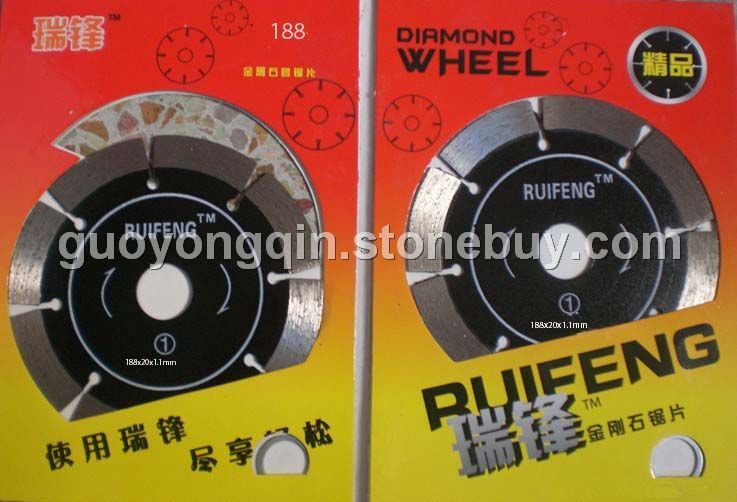 瑞锋™
188
金刚石圆锯片
RUIFENG™
1
188x20x1.1mm
使用瑞锋
尽享 松
DIAMOND
WHEEL
精品
RUIFENG™
1
188x20x1.1mm
RUIFENG
瑞锋™
金刚石锯片
guoyongqin.stonebuy.com